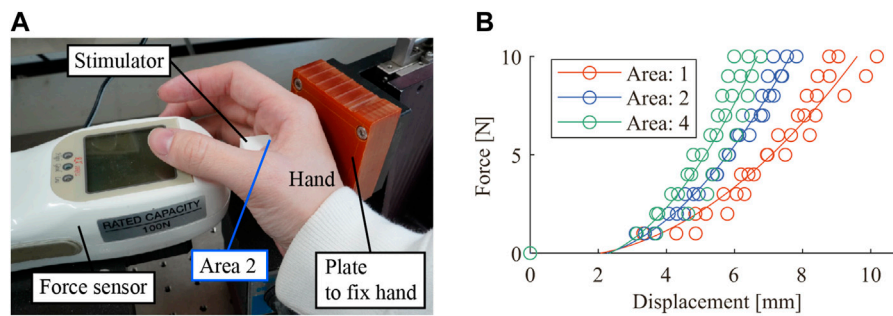 A
Stimulator
Hand
RATED CAPACITY
100N
Area 2
Force sensor
Plate
to fix hand
B
10
5
0
Force [N]
Area: 1
Area: 2
Area: 4
0 2 4 6 8 10
Displacement [mm]